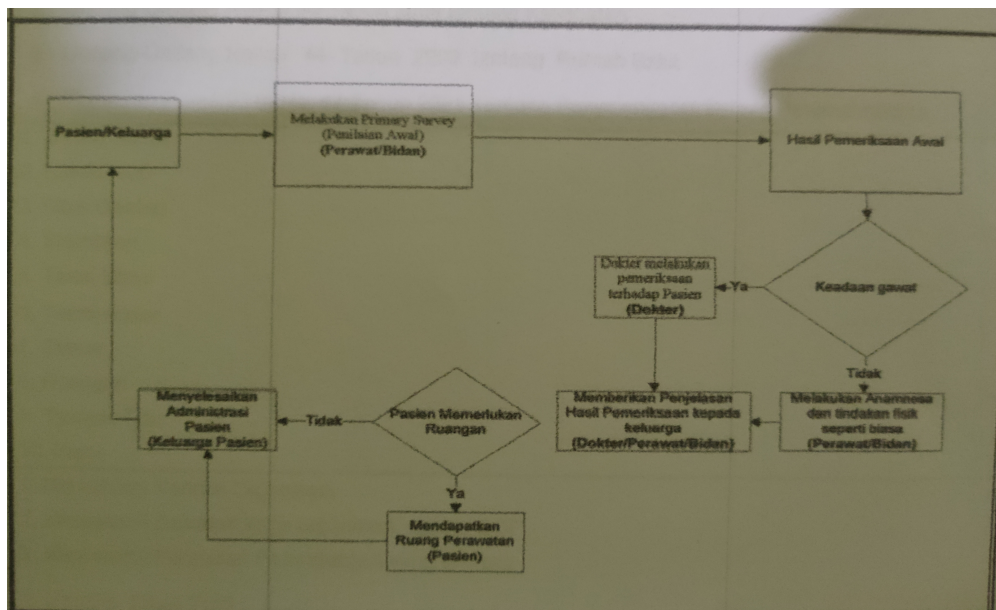 Pasien/Keluarga
Melakukan Primary Survey
(Penilaian Awal)
(Perawat/Bidan)
Hasil Pemeriksaan Awal
Keadaan gawat
Ya
Dokter melakukan
pemeriksaan
terhadap Pasien
(Dokter)
Tidak
Melakukan Anamnesa
dan tindakan fisik
seperti biasa
(Perawat/Bidan)
Memberikan Penjelasan
Hasil Pemeriksaan kepada
keluarga
(Dokter/Perawat/Bidan)
Pasien Memerlukan
Ruangan
Tidak
Menyelesaikan
Administrasi
Pasien
(Keluarga Pasien)
Ya
Mendapatkan
Ruang Perawatan
(Pasien)